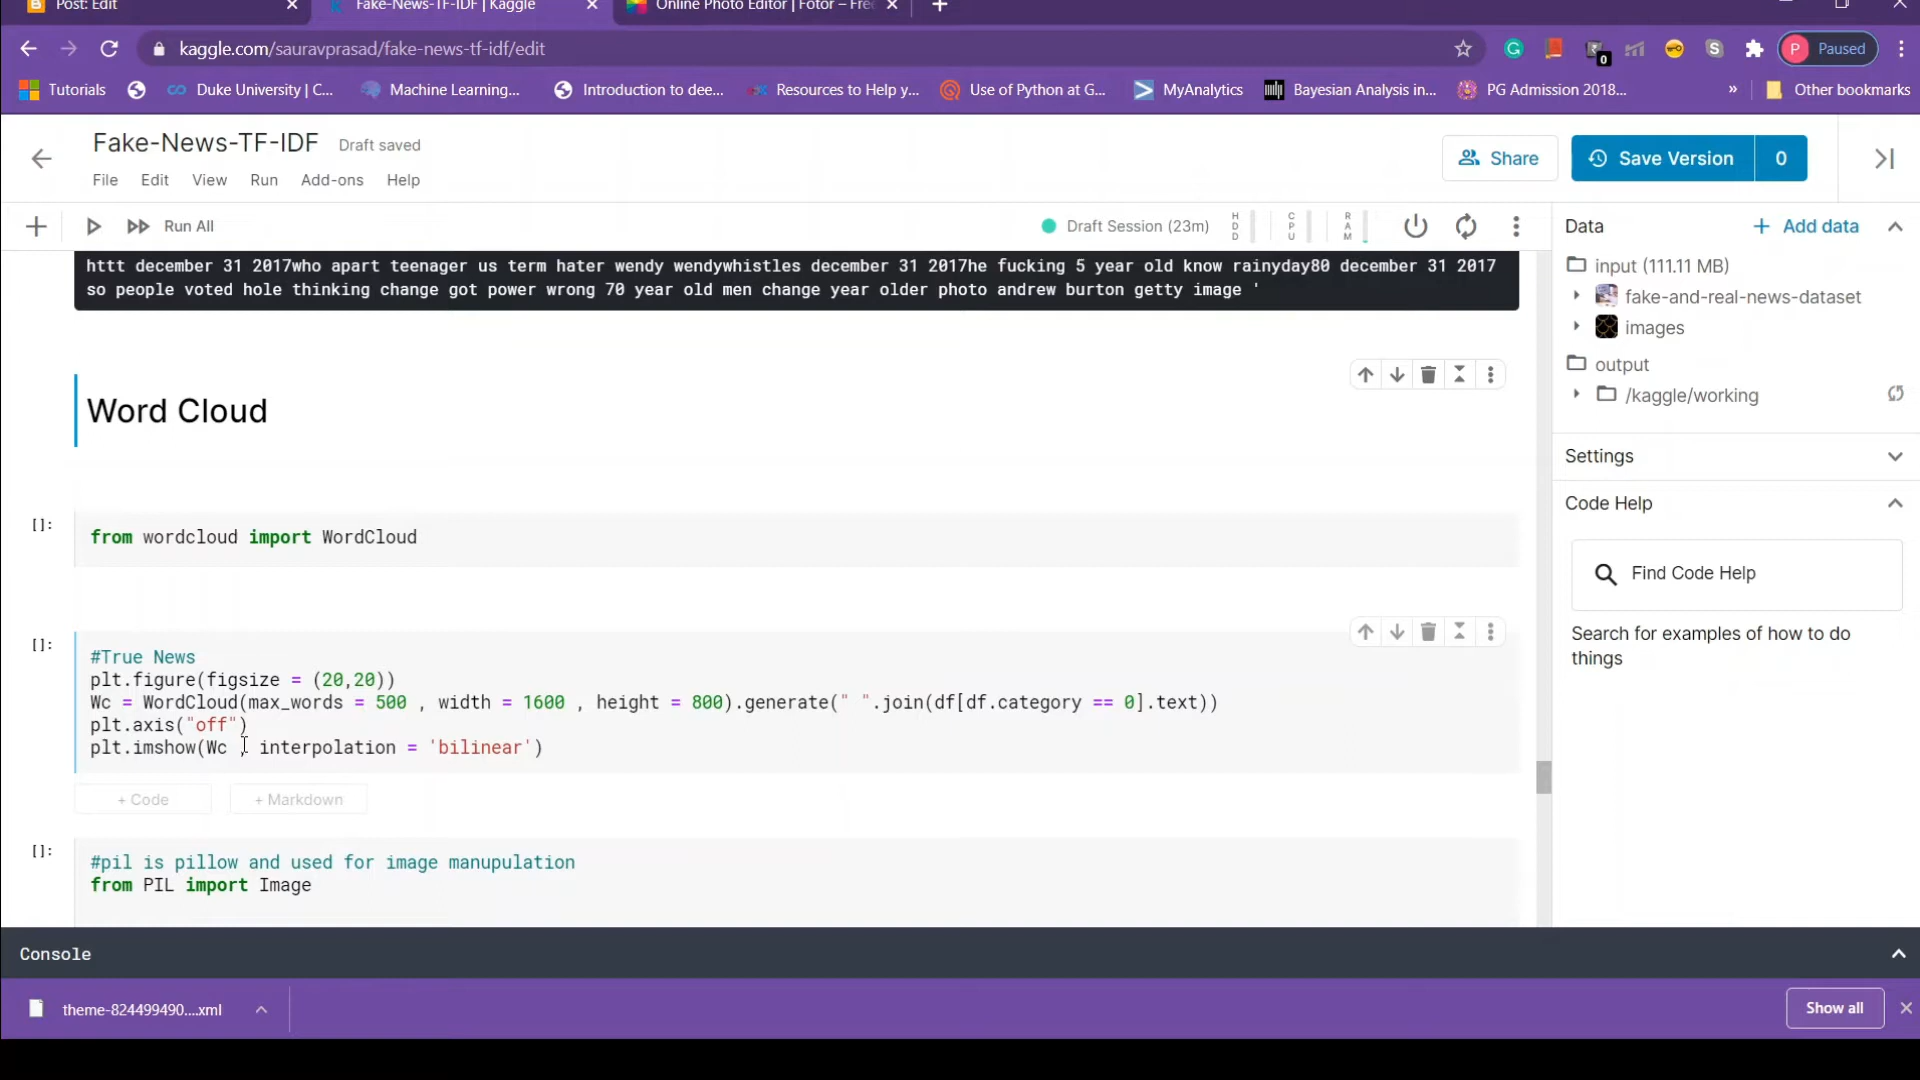 Post: Edit
Fake-News-TF-IDF | Kaggle
Online Photo Editor | Fotor – Free
kaggle.com/sauravprasad/fake-news-tf-idf/edit
0
P Paused
Tutorials
Duke University | C...
Machine Learning...
Introduction to dee...
Resources to Help y...
Use of Python at G...
MyAnalytics
Bayesian Analysis in...
PG Admission 2018...
»
Other bookmarks
Fake-News-TF-IDF Draft saved
Share
Save Version 0
File Edit View Run Add-ons Help
Run All
Draft Session (23m)
HDD
CPU
RAM
Data
Add data
httt december 31 2017who apart teenager us term hater wendy wendywhistles december 31 2017he fucking 5 year old know rainyday80 december 31 2017
so people voted hole thinking change got power wrong 70 year old men change year older photo andrew burton getty image '
input (111.11 MB)
fake-and-real-news-dataset
images
output
/kaggle/working
Word Cloud
Settings
Code Help
Find Code Help
Search for examples of how to do
things
[]:
from wordcloud import WordCloud
[]:
#True News
plt.figure(figsize = (20,20))
Wc = WordCloud(max_words = 500 , width = 1600 , height = 800).generate(" ".join(df[df.category == 0].text))
plt.axis("off")
plt.imshow(Wc , interpolation = 'bilinear')
+ Code
+ Markdown
[]:
#pil is pillow and used for image manupulation
from PIL import Image
Console
theme-824499490....xml
Show all